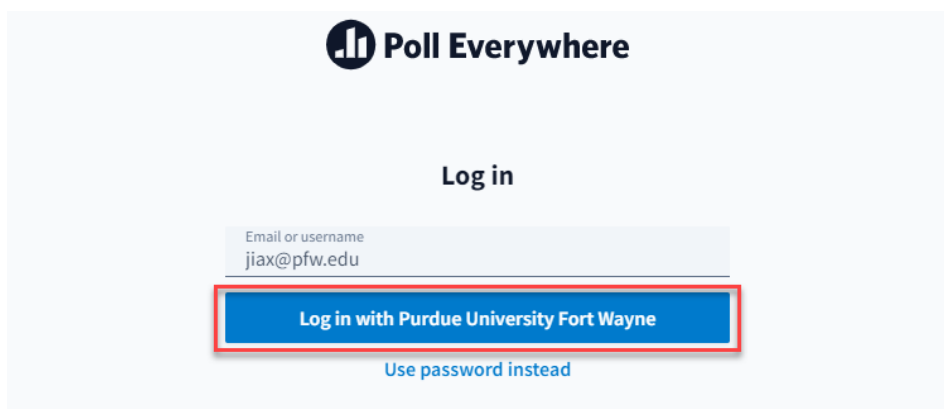 Poll Everywhere
Log in
Email or username
jiax@pfw.edu
Log in with Purdue University Fort Wayne
Use password instead